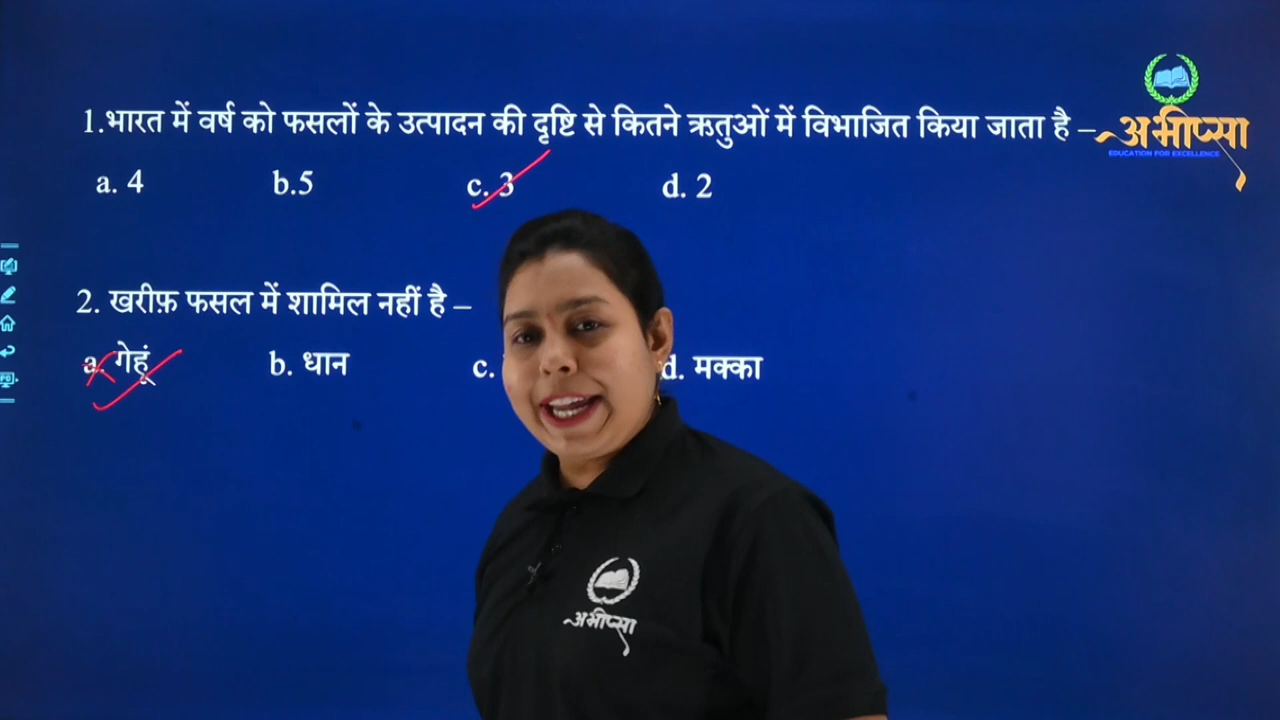 1.भारत में वर्ष को फसलों के उत्पादन की दृष्टि से कितने ऋतुओं में विभाजित किया जाता है –
अभीप्सा
EDUCATION FOR EXCELLENCE
a. 4 b.5 c. 3 d. 2
2. खरीफ़ फसल में शामिल नहीं है –
a. गेहूं b. धान c. d. मक्का
अभीप्सा